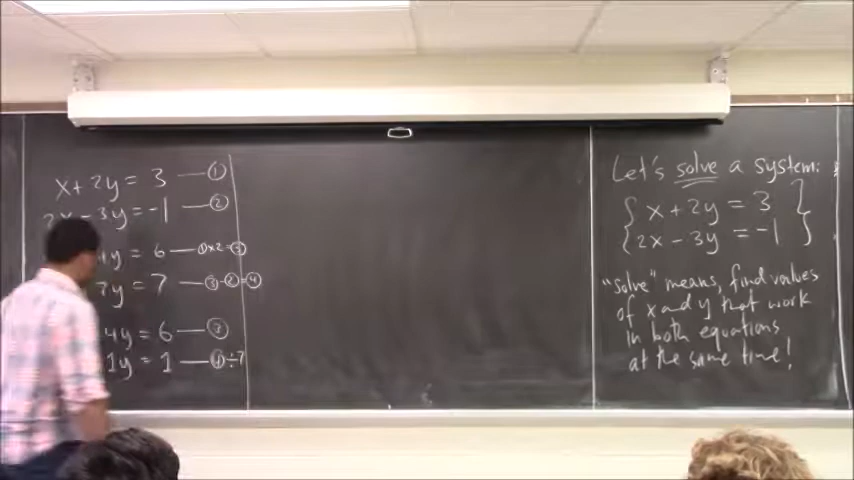 x + 2y = 3 — ①
2x - 3y = -1 — ②
4y = 6 — ①x2=③
7y = 7 — ③-②=④
4y = 6 — ③
1y = 1 — ④÷7
Let's solve a system:
{ x + 2y = 3 }
{ 2x - 3y = -1 }
"solve" means, find values
of x and y that work
in both equations
at the same time!